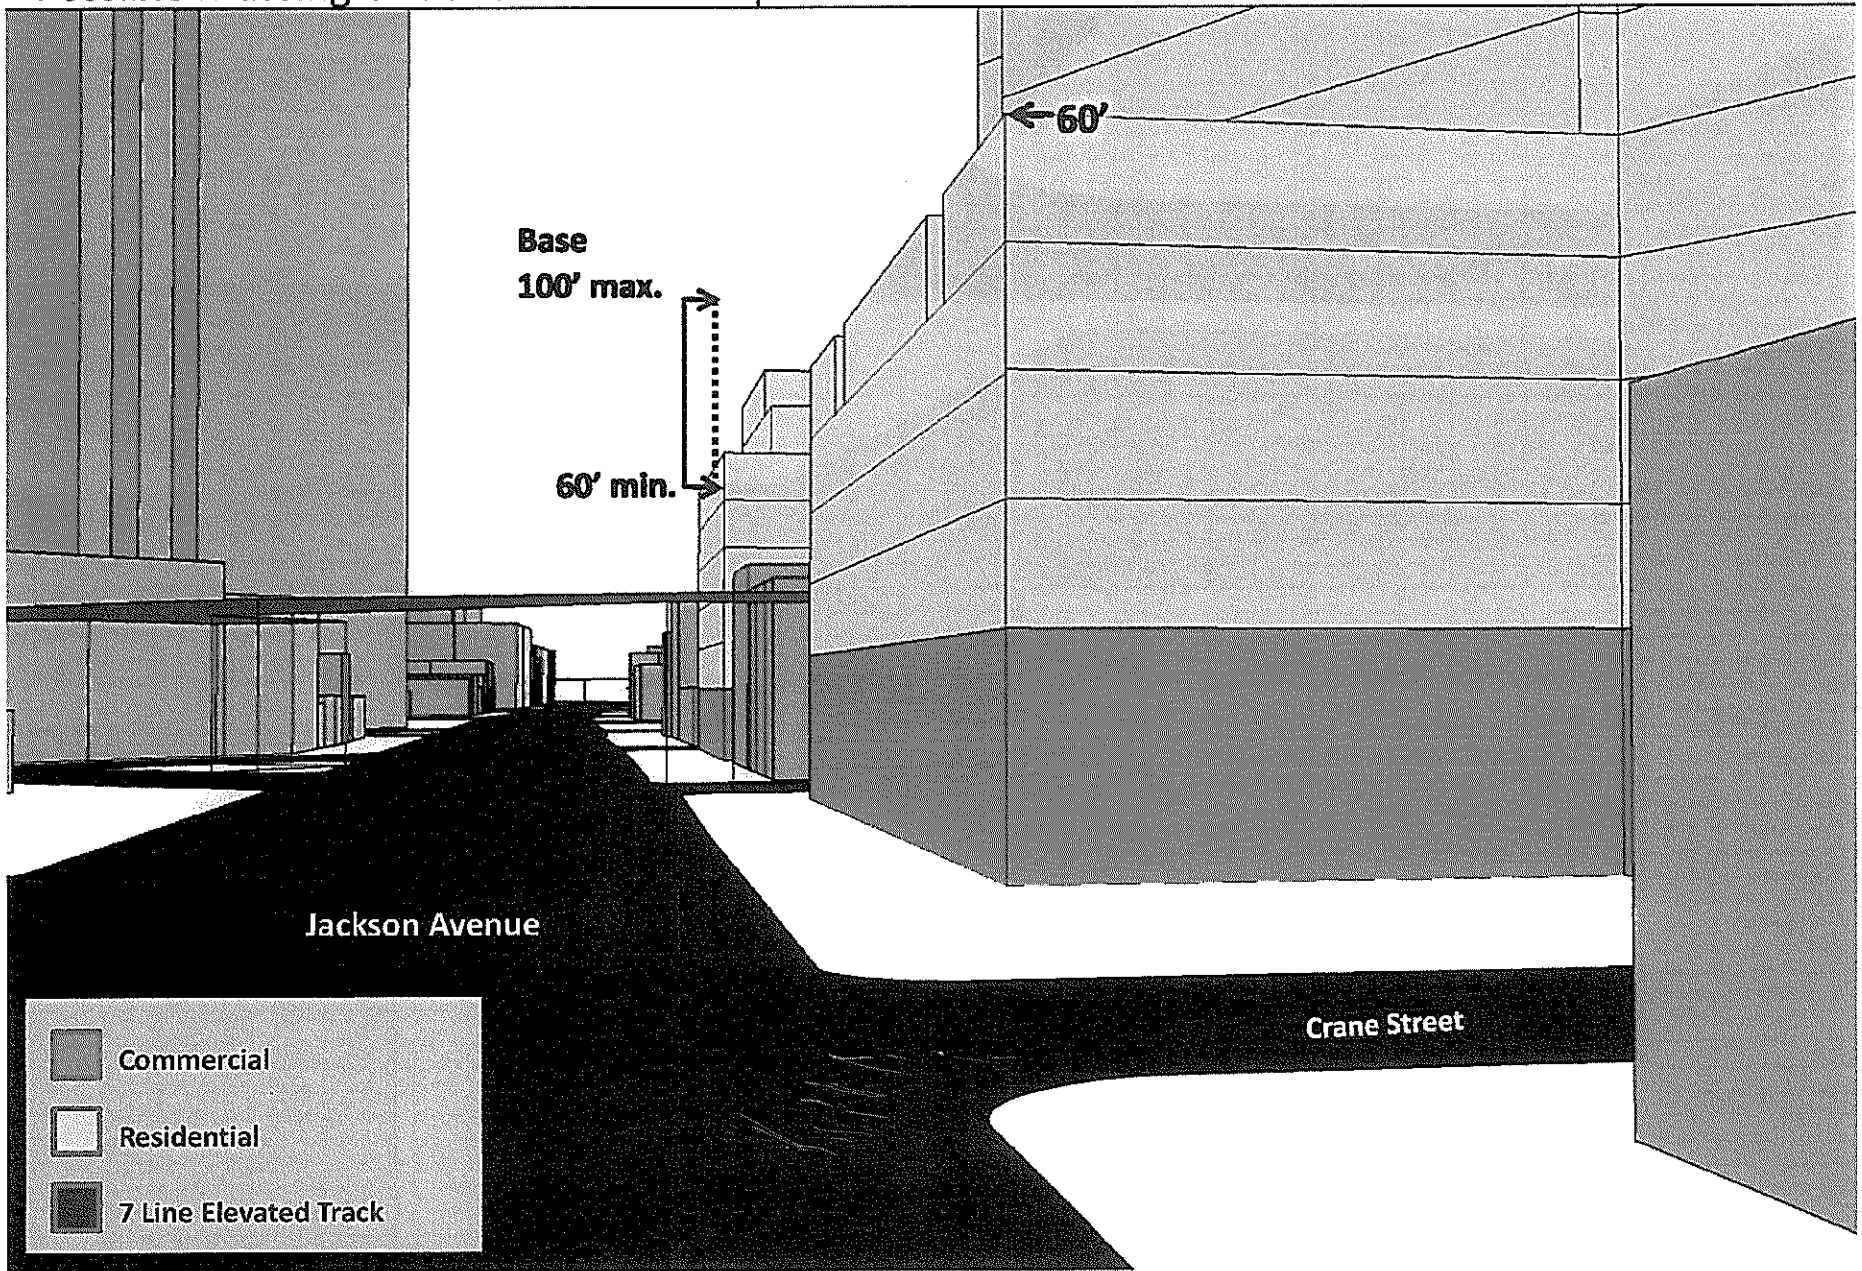 60'
Base
100' max.
60' min.
Jackson Avenue
Crane Street
Commercial
Residential
7 Line Elevated Track